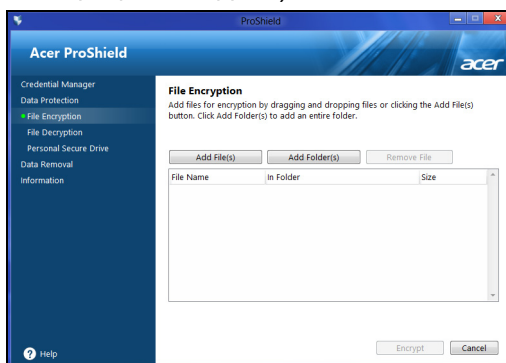 ProShield
Acer ProShield
acer
Credential Manager
Data Protection
File Encryption
File Decryption
Personal Secure Drive
Data Removal
Information
File Encryption
Add files for encryption by dragging and dropping files or clicking the Add File(s)
button. Click Add Folder(s) to add an entire folder.
Add File(s) Add Folder(s) Remove File
File Name In Folder Size
Encrypt Cancel
? Help